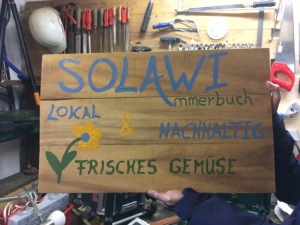 SOLAWI
mmerbuch
LOKAL
& NACHHALTIG
FRISCHES GEMÜSE